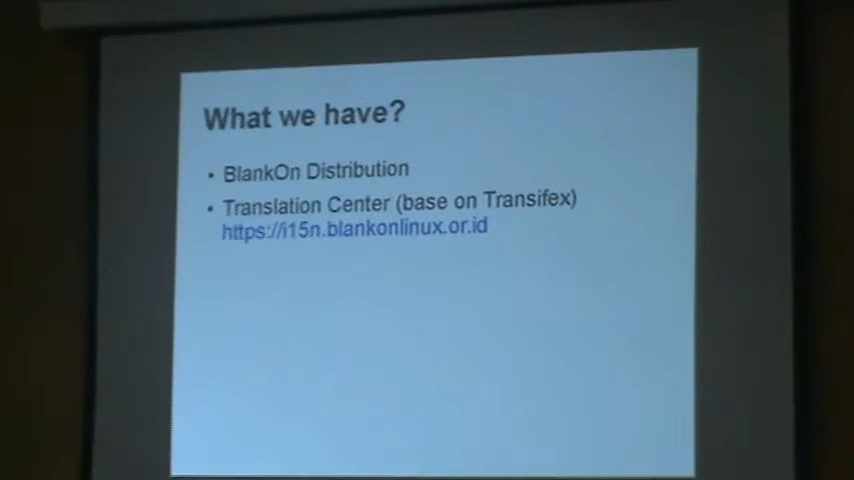 What we have?
• BlankOn Distribution
• Translation Center (base on Transifex)
https://i15n.blankonlinux.or.id